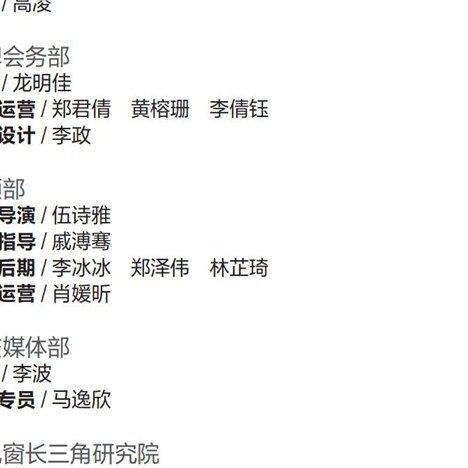 / 高凌
会务部
/ 龙明佳
运营 / 郑君倩 黄榕珊 李倩钰
设计 / 李政
部
导演 / 伍诗雅
指导 / 戚溥骞
后期 / 李冰冰 郑泽伟 林芷琦
运营 / 肖媛昕
媒体部
/ 李波
专员 / 马逸欣
窗长三角研究院